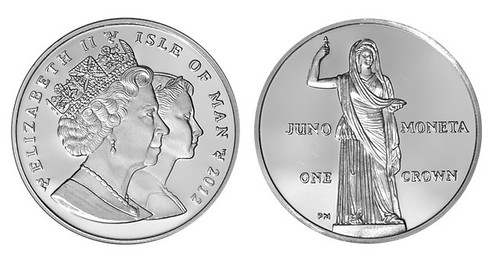 ELIZABETH II ISLE OF MAN 2012
JUNO MONETA
ONE CROWN
PM